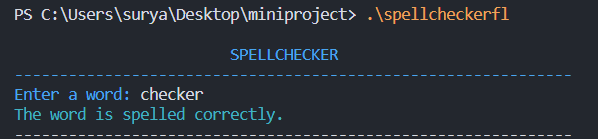 PS C:\Users\surya\Desktop\miniproject> .\spellcheckerfl
SPELLCHECKER
--------------------------------------------------------------
Enter a word: checker
The word is spelled correctly.
--------------------------------------------------------------